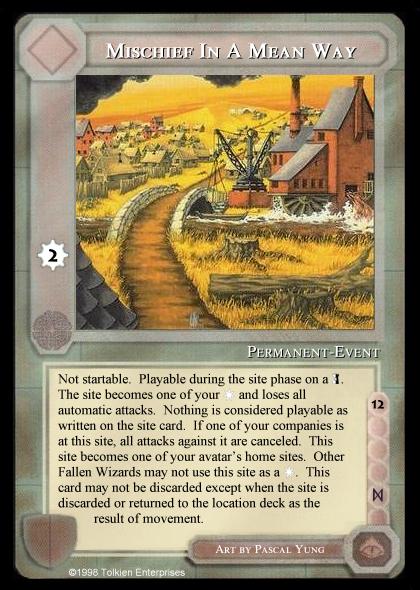 Mischief In A Mean Way
2
Permanent-Event
Not startable. Playable during the site phase on a .
The site becomes one of your and loses all
automatic attacks. Nothing is considered playable as
written on the site card. If one of your companies is
at this site, all attacks against it are canceled. This
site becomes one of your avatar's home sites. Other
Fallen Wizards may not use this site as a . This
card may not be discarded except when the site is
discarded or returned to the location deck as the
result of movement.
12
Art by Pascal Yung
©1998 Tolkien Enterprises